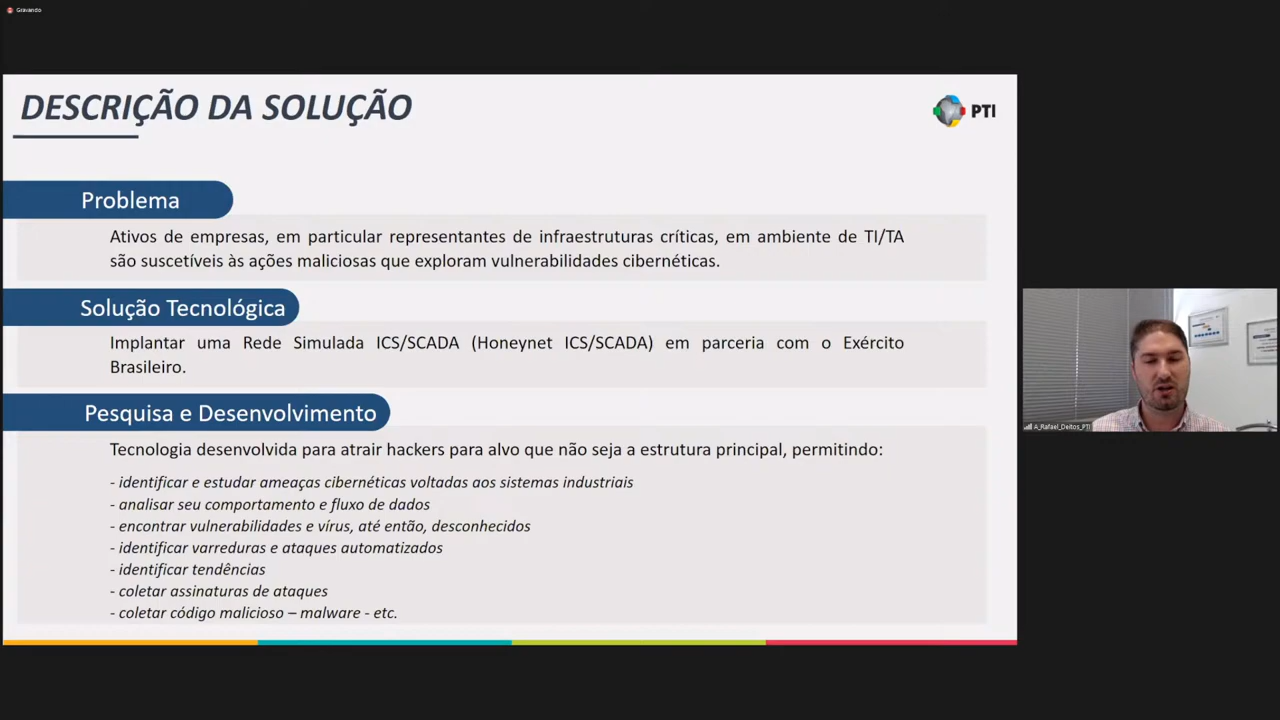 Gravando
DESCRIÇÃO DA SOLUÇÃO
PTI
Problema
Ativos de empresas, em particular representantes de infraestruturas críticas, em ambiente de TI/TA
são suscetíveis às ações maliciosas que exploram vulnerabilidades cibernéticas.
Solução Tecnológica
Implantar uma Rede Simulada ICS/SCADA (Honeynet ICS/SCADA) em parceria com o Exército
Brasileiro.
Pesquisa e Desenvolvimento
Tecnologia desenvolvida para atrair hackers para alvo que não seja a estrutura principal, permitindo:
- identificar e estudar ameaças cibernéticas voltadas aos sistemas industriais
- analisar seu comportamento e fluxo de dados
- encontrar vulnerabilidades e vírus, até então, desconhecidos
- identificar varreduras e ataques automatizados
- identificar tendências
- coletar assinaturas de ataques
- coletar código malicioso – malware - etc.
A_Rafael_Deitos_PTI